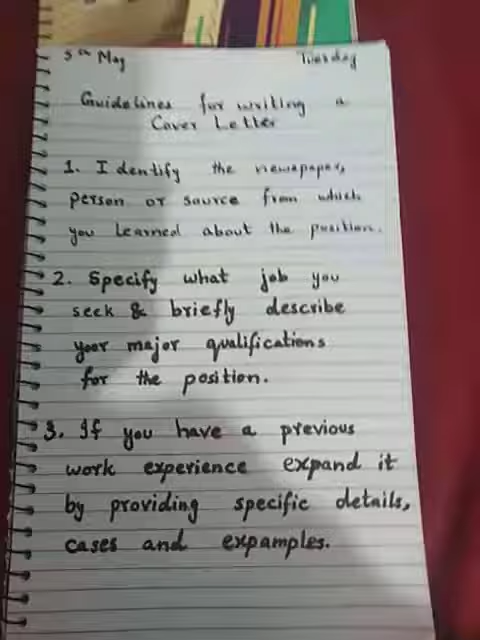 5th May Tuesday
Guidelines for writing a
Cover Letter
1. Identify the newspaper,
person or source from which
you learned about the position.
2. Specify what job you
seek & briefly describe
your major qualifications
for the position.
3. If you have a previous
work experience expand it
by providing specific details,
cases and expamples.